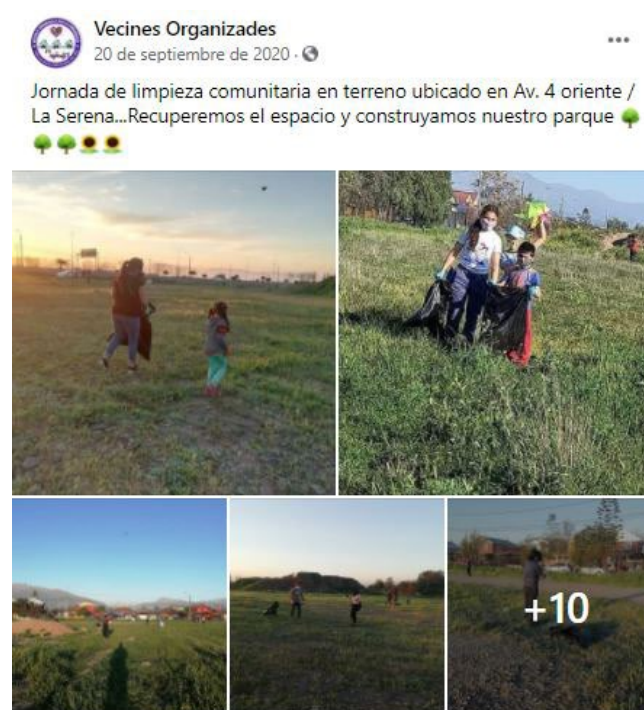 Vecines Organizades
20 de septiembre de 2020 ·
Jornada de limpieza comunitaria en terreno ubicado en Av. 4 oriente /
La Serena...Recuperemos el espacio y construyamos nuestro parque 🌳
🌳🌳🌻🌻
+10